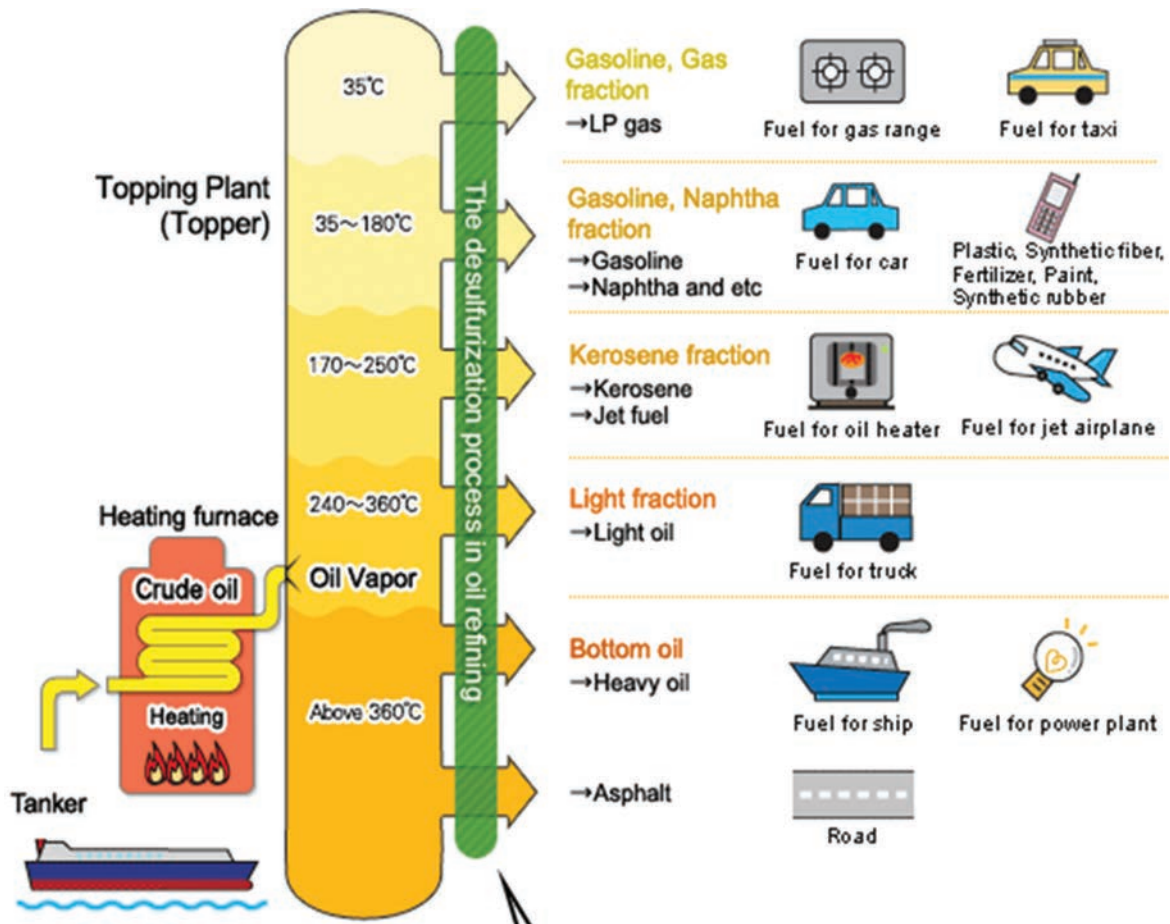 Topping Plant
(Topper)
Heating furnace
Crude oil
Heating
Tanker
35℃
35～180℃
170～250℃
240～360℃
Oil Vapor
Above 360℃
The desulfurization process in oil refining
Gasoline, Gas
fraction
→LP gas
Fuel for gas range
Fuel for taxi
Gasoline, Naphtha
fraction
→Gasoline
→Naphtha and etc
Fuel for car
Plastic, Synthetic fiber,
Fertilizer, Paint,
Synthetic rubber
Kerosene fraction
→Kerosene
→Jet fuel
Fuel for oil heater
Fuel for jet airplane
Light fraction
→Light oil
Fuel for truck
Bottom oil
→Heavy oil
Fuel for ship
Fuel for power plant
→Asphalt
Road